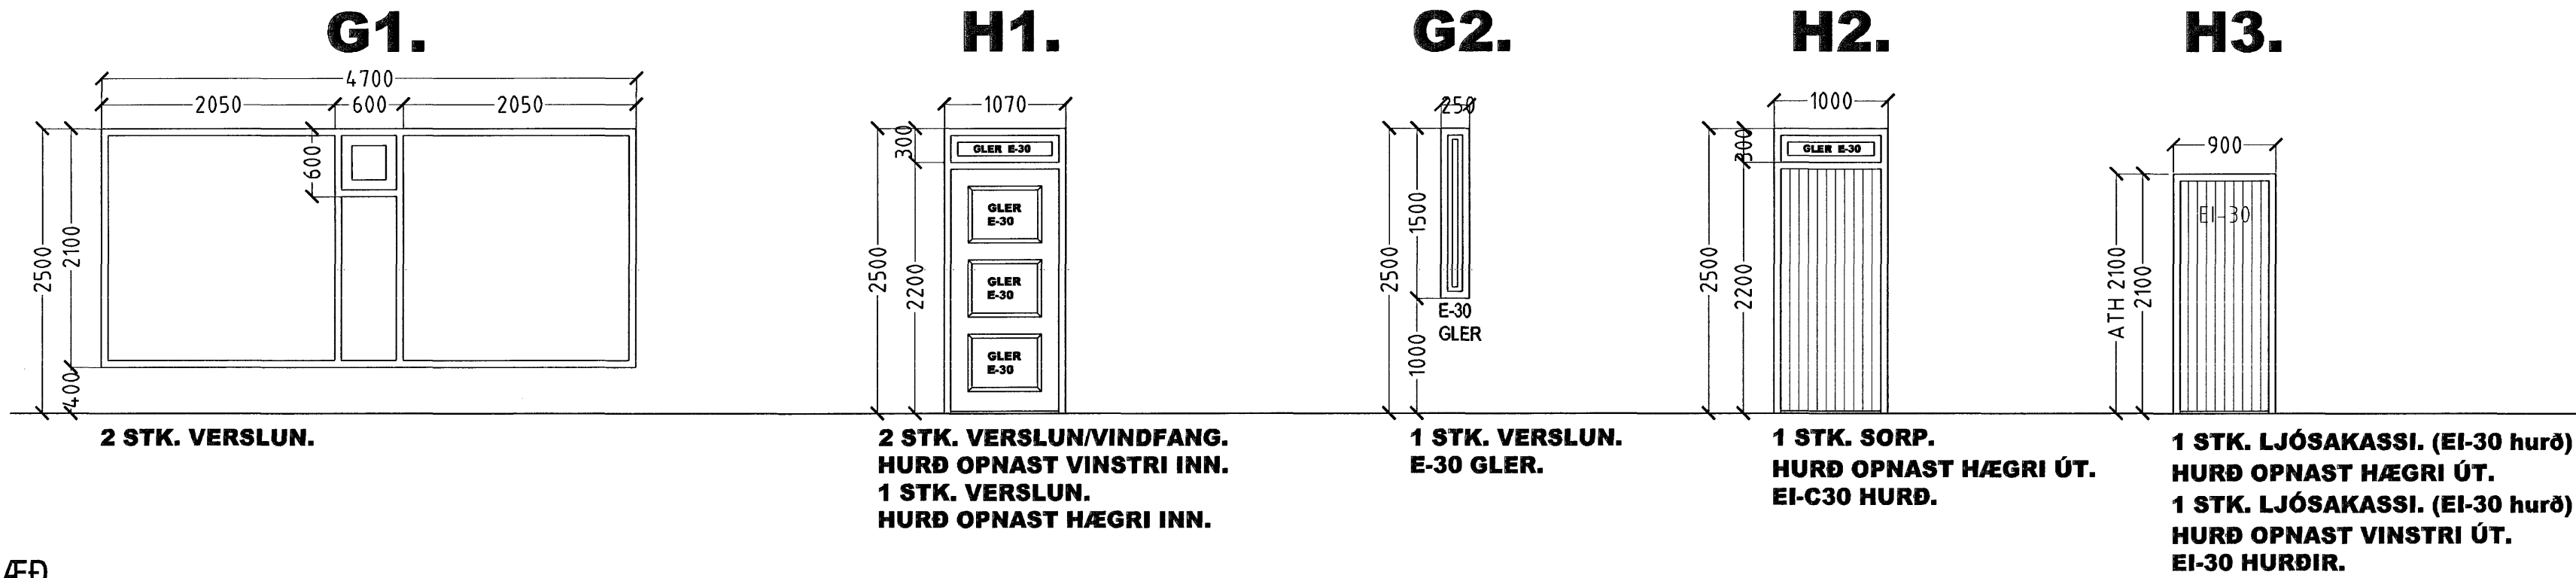 G1.
4700
2050
600
2050
600
2500
2100
400
2 STK. VERSLUN.
H1.
1070
300
2500
2200
GLER E-30
GLER
E-30
GLER
E-30
GLER
E-30
2 STK. VERSLUN/VINDFANG.
HURÐ OPNAST VINSTRI INN.
1 STK. VERSLUN.
HURÐ OPNAST HÆGRI INN.
G2.
250
2500
1500
1000
E-30
GLER
1 STK. VERSLUN.
E-30 GLER.
H2.
1000
300
2500
2200
GLER E-30
1 STK. SORP.
HURÐ OPNAST HÆGRI ÚT.
EI-C30 HURÐ.
H3.
900
ATH 2100
2100
EI-30
1 STK. LJÓSAKASSI. (EI-30 hurð)
HURÐ OPNAST HÆGRI ÚT.
1 STK. LJÓSAKASSI. (EI-30 hurð)
HURÐ OPNAST VINSTRI ÚT.
EI-30 HURÐIR.
ÆÐ